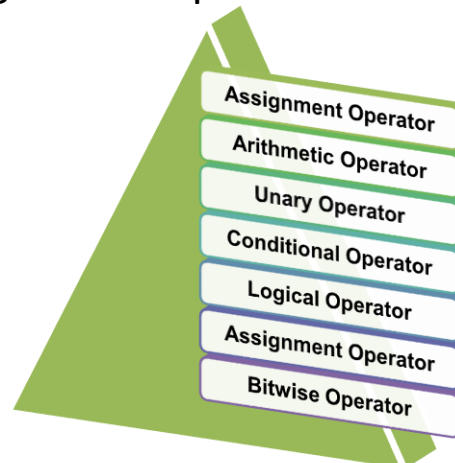 Assignment Operator
Arithmetic Operator
Unary Operator
Conditional Operator
Logical Operator
Assignment Operator
Bitwise Operator